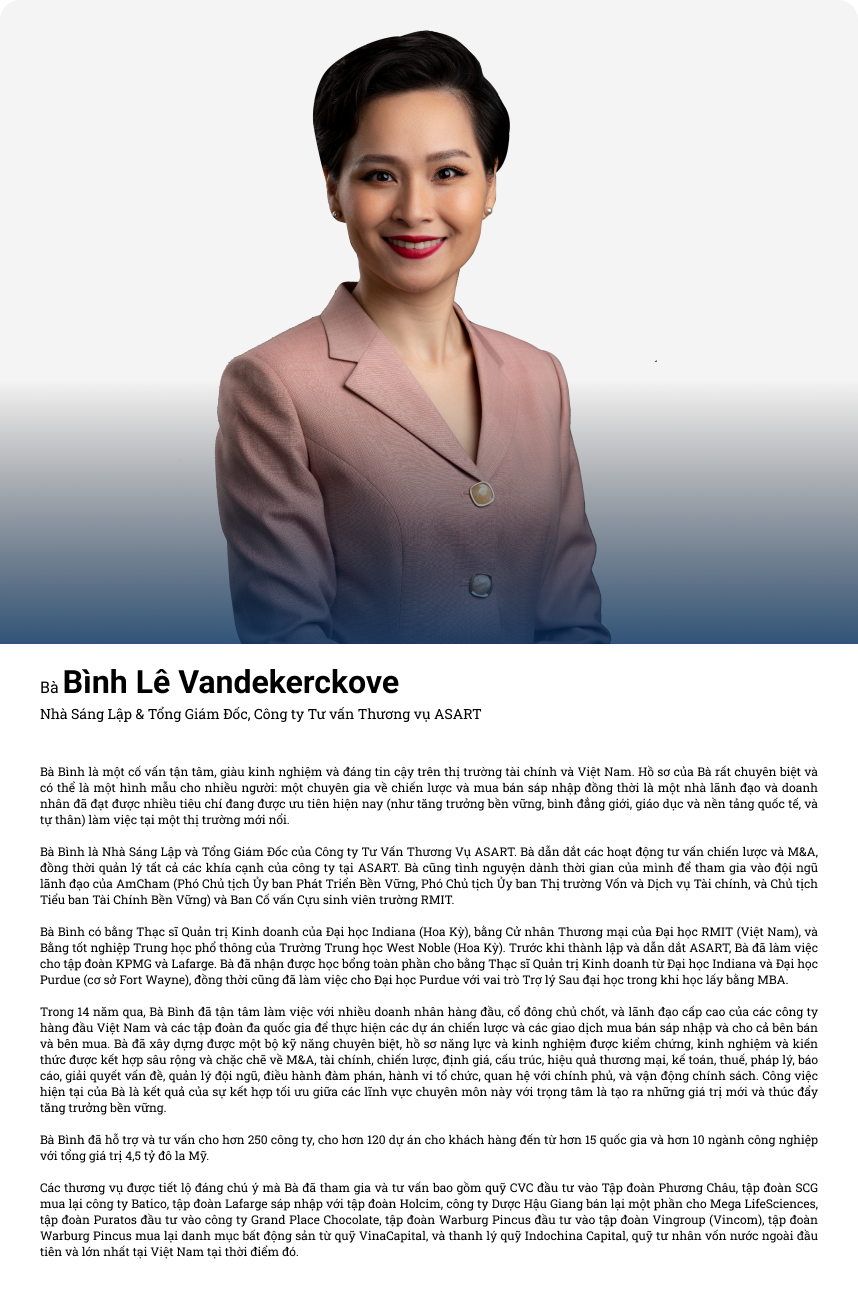 Bà Bình Lê Vandekerckove
Nhà Sáng Lập & Tổng Giám Đốc, Công ty Tư vấn Thương vụ ASART
Bà Bình là một cố vấn tận tâm, giàu kinh nghiệm và đáng tin cậy trên thị trường tài chính và Việt Nam. Hồ sơ của Bà rất chuyên biệt và
có thể là một hình mẫu cho nhiều người: một chuyên gia về chiến lược và mua bán sáp nhập đồng thời là một nhà lãnh đạo và doanh
nhân đã đạt được nhiều tiêu chí đang được ưu tiên hiện nay (như tăng trưởng bền vững, bình đẳng giới, giáo dục và nền tảng quốc tế, và
tự thân) làm việc tại một thị trường mới nổi.
Bà Bình là Nhà Sáng Lập và Tổng Giám Đốc của Công ty Tư Vấn Thương Vụ ASART. Bà dẫn dắt các hoạt động tư vấn chiến lược và M&A,
đồng thời quản lý tất cả các khía cạnh của công ty tại ASART. Bà cũng tình nguyện dành thời gian của mình để tham gia vào đội ngũ
lãnh đạo của AmCham (Phó Chủ tịch Ủy ban Phát Triển Bền Vững, Phó Chủ tịch Ủy ban Thị trường Vốn và Dịch vụ Tài chính, và Chủ tịch
Tiểu ban Tài Chính Bền Vững) và Ban Cố vấn Cựu sinh viên trường RMIT.
Bà Bình có bằng Thạc sĩ Quản trị Kinh doanh của Đại học Indiana (Hoa Kỳ), bằng Cử nhân Thương mại của Đại học RMIT (Việt Nam), và
Bằng tốt nghiệp Trung học phổ thông của Trường Trung học West Noble (Hoa Kỳ). Trước khi thành lập và dẫn dắt ASART, Bà đã làm việc
cho tập đoàn KPMG và Lafarge. Bà đã nhận được học bổng toàn phần cho bằng Thạc sĩ Quản trị Kinh doanh từ Đại học Indiana và Đại học
Purdue (cơ sở Fort Wayne), đồng thời cũng đã làm việc cho Đại học Purdue với vai trò Trợ lý Sau đại học trong khi học lấy bằng MBA.
Trong 14 năm qua, Bà Bình đã tận tâm làm việc với nhiều doanh nhân hàng đầu, cổ đông chủ chốt, và lãnh đạo cấp cao của các công ty
hàng đầu Việt Nam và các tập đoàn đa quốc gia để thực hiện các dự án chiến lược và các giao dịch mua bán sáp nhập và cho cả bên bán
và bên mua. Bà đã xây dựng được một bộ kỹ năng chuyên biệt, hồ sơ năng lực và kinh nghiệm được kiểm chứng, kinh nghiệm và kiến
thức được kết hợp sâu rộng và chặc chẽ về M&A, tài chính, chiến lược, định giá, cấu trúc, hiệu quả thương mại, kế toán, thuế, pháp lý, báo
cáo, giải quyết vấn đề, quản lý đội ngũ, điều hành đàm phán, hành vi tổ chức, quan hệ với chính phủ, và vận động chính sách. Công việc
hiện tại của Bà là kết quả của sự kết hợp tối ưu giữa các lĩnh vực chuyên môn này với trọng tâm là tạo ra những giá trị mới và thúc đẩy
tăng trưởng bền vững.
Bà Bình đã hỗ trợ và tư vấn cho hơn 250 công ty, cho hơn 120 dự án cho khách hàng đến từ hơn 15 quốc gia và hơn 10 ngành công nghiệp
với tổng giá trị 4,5 tỷ đô la Mỹ.
Các thương vụ được tiết lộ đáng chú ý mà Bà đã tham gia và tư vấn bao gồm quỹ CVC đầu tư vào Tập đoàn Phương Châu, tập đoàn SCG
mua lại công ty Batico, tập đoàn Lafarge sáp nhập với tập đoàn Holcim, công ty Dược Hậu Giang bán lại một phần cho Mega LifeSciences,
tập đoàn Puratos đầu tư vào công ty Grand Place Chocolate, tập đoàn Warburg Pincus đầu tư vào tập đoàn Vingroup (Vincom), tập đoàn
Warburg Pincus mua lại danh mục bất động sản từ quỹ VinaCapital, và thanh lý quỹ Indochina Capital, quỹ tư nhân vốn nước ngoài đầu
tiên và lớn nhất tại Việt Nam tại thời điểm đó.